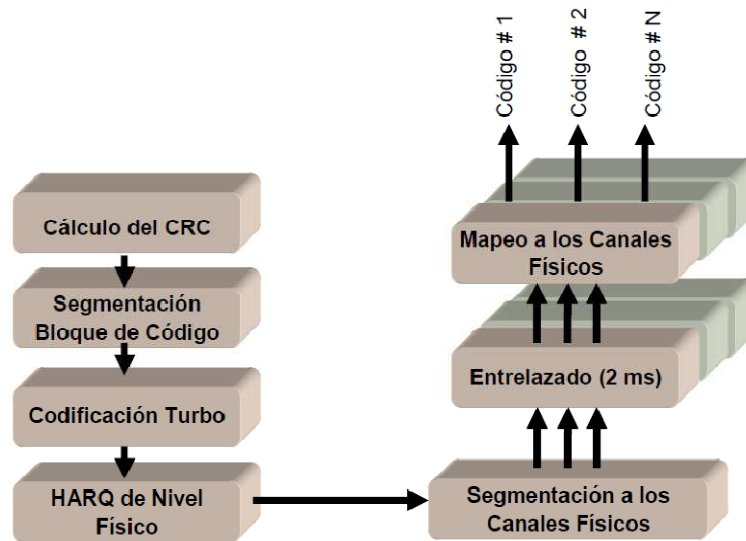 Cálculo del CRC
Segmentación
Bloque de Código
Codificación Turbo
HARQ de Nivel
Físico
Segmentación a los
Canales Físicos
Entrelazado (2 ms)
Mapeo a los Canales
Físicos
Código # 1
Código # 2
Código # N